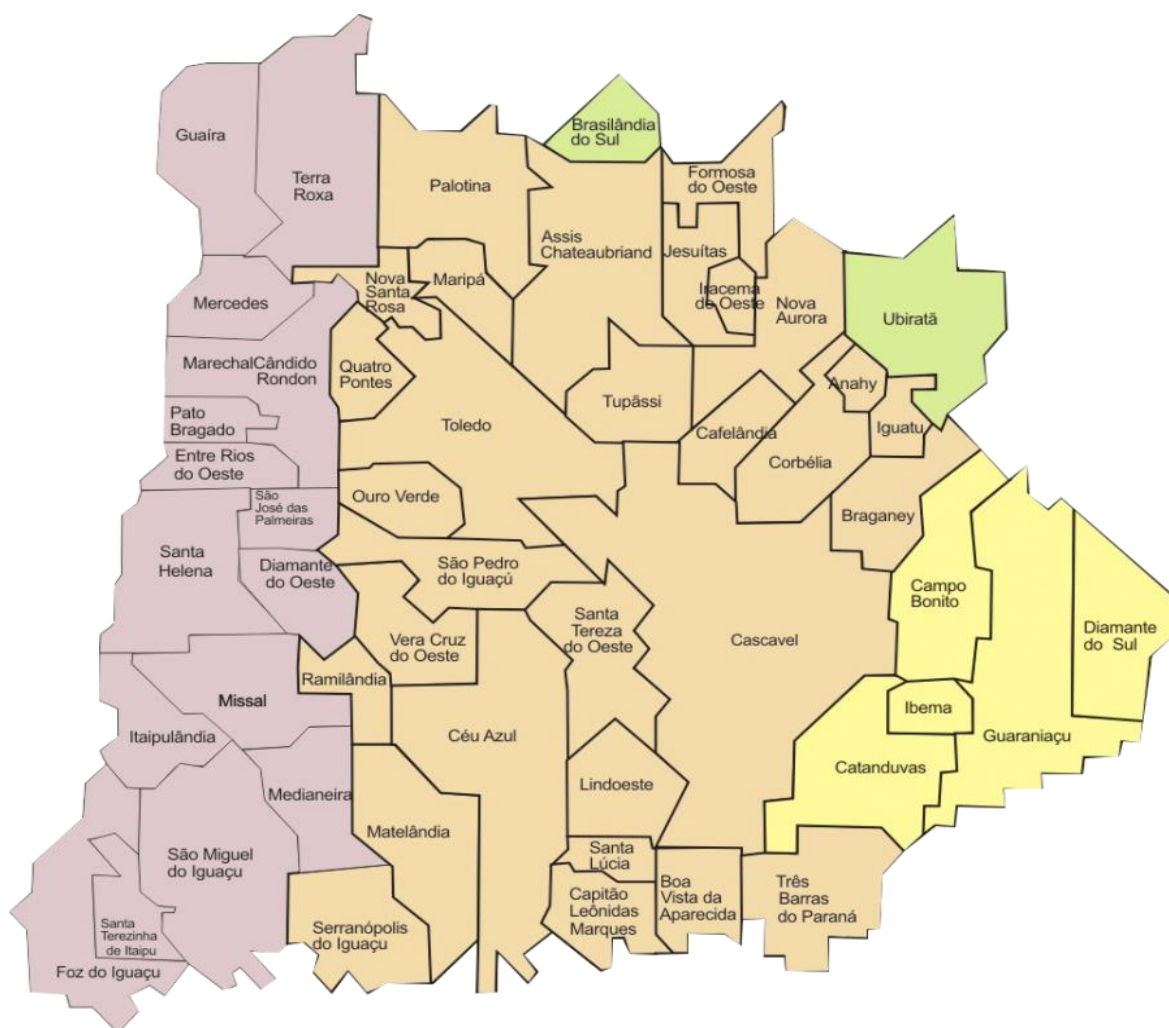 Guaíra
Terra
Roxa
Palotina
Brasilândia
do Sul
Formosa
do Oeste
Assis
Chateaubriand
Jesuítas
Iracema
do Oeste
Nova
Aurora
Ubiratã
Mercedes
Nova
Santa
Rosa
Maripá
MarechalCândido
Rondon
Quatro
Pontes
Anahy
Pato
Bragado
Toledo
Tupãssi
Cafelândia
Iguatu
Corbélia
Entre Rios
do Oeste
Ouro Verde
São
José das
Palmeiras
Braganey
Santa
Helena
Diamante
do Oeste
São Pedro
do Iguaçú
Campo
Bonito
Vera Cruz
do Oeste
Santa
Tereza
do Oeste
Cascavel
Diamante
do Sul
Ramilândia
Missal
Ibema
Itaipulândia
Céu Azul
Guaraniaçu
Catanduvas
Lindoeste
Medianeira
Matelândia
São Miguel
do Iguaçu
Santa
Lúcia
Capitão
Leônidas
Marques
Boa
Vista da
Aparecida
Três
Barras
do Paraná
Serranópolis
do Iguaçu
Santa
Terezinha
de Itaipu
Foz do Iguaçu